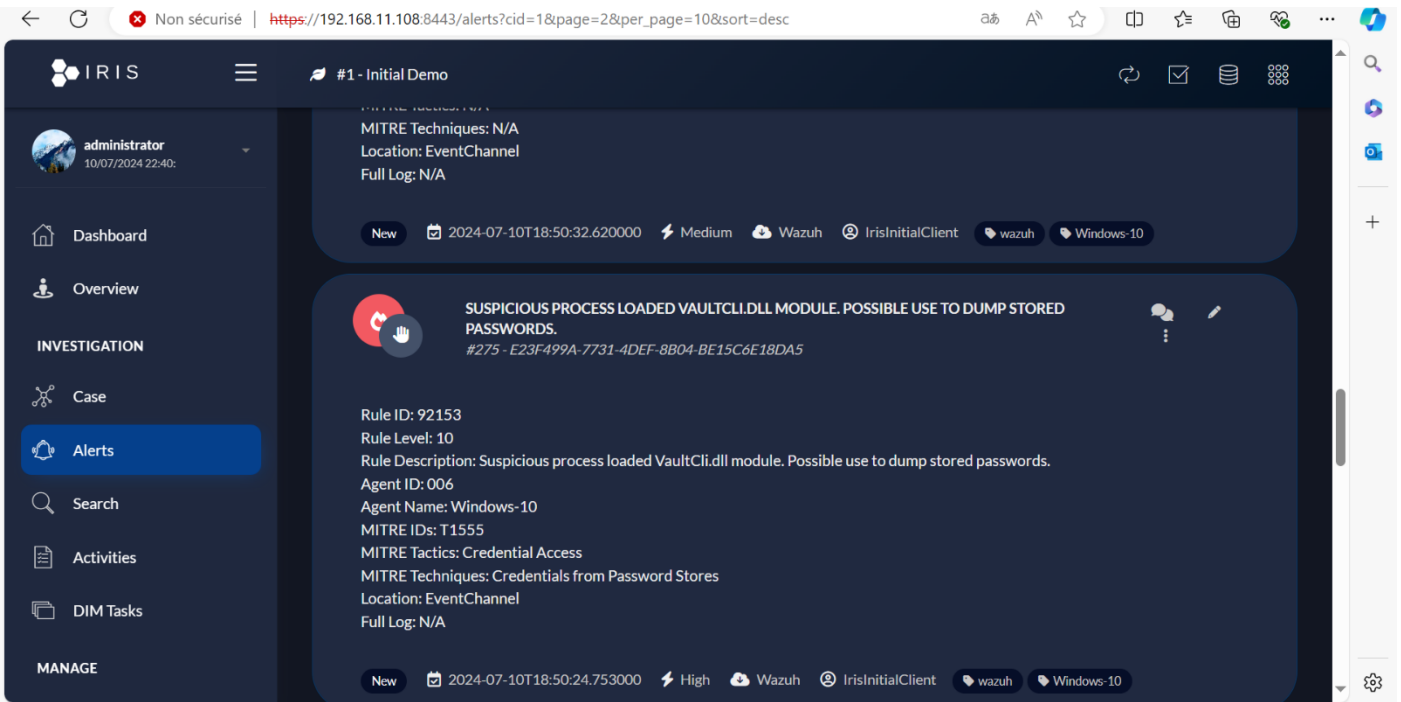 Non sécurisé | https://192.168.11.108:8443/alerts?cid=1&page=2&per_page=10&sort=desc
IRIS
#1 - Initial Demo
administrator
10/07/2024 22:40:
Dashboard
Overview
INVESTIGATION
Case
Alerts
Search
Activities
DIM Tasks
MANAGE
MITRE Tactics: N/A
MITRE Techniques: N/A
Location: EventChannel
Full Log: N/A
New 2024-07-10T18:50:32.620000 Medium Wazuh IrisInitialClient wazuh Windows-10
SUSPICIOUS PROCESS LOADED VAULTCLI.DLL MODULE. POSSIBLE USE TO DUMP STORED
PASSWORDS.
#275 - E23F499A-7731-4DEF-8B04-BE15C6E18DA5
Rule ID: 92153
Rule Level: 10
Rule Description: Suspicious process loaded VaultCli.dll module. Possible use to dump stored passwords.
Agent ID: 006
Agent Name: Windows-10
MITRE IDs: T1555
MITRE Tactics: Credential Access
MITRE Techniques: Credentials from Password Stores
Location: EventChannel
Full Log: N/A
New 2024-07-10T18:50:24.753000 High Wazuh IrisInitialClient wazuh Windows-10